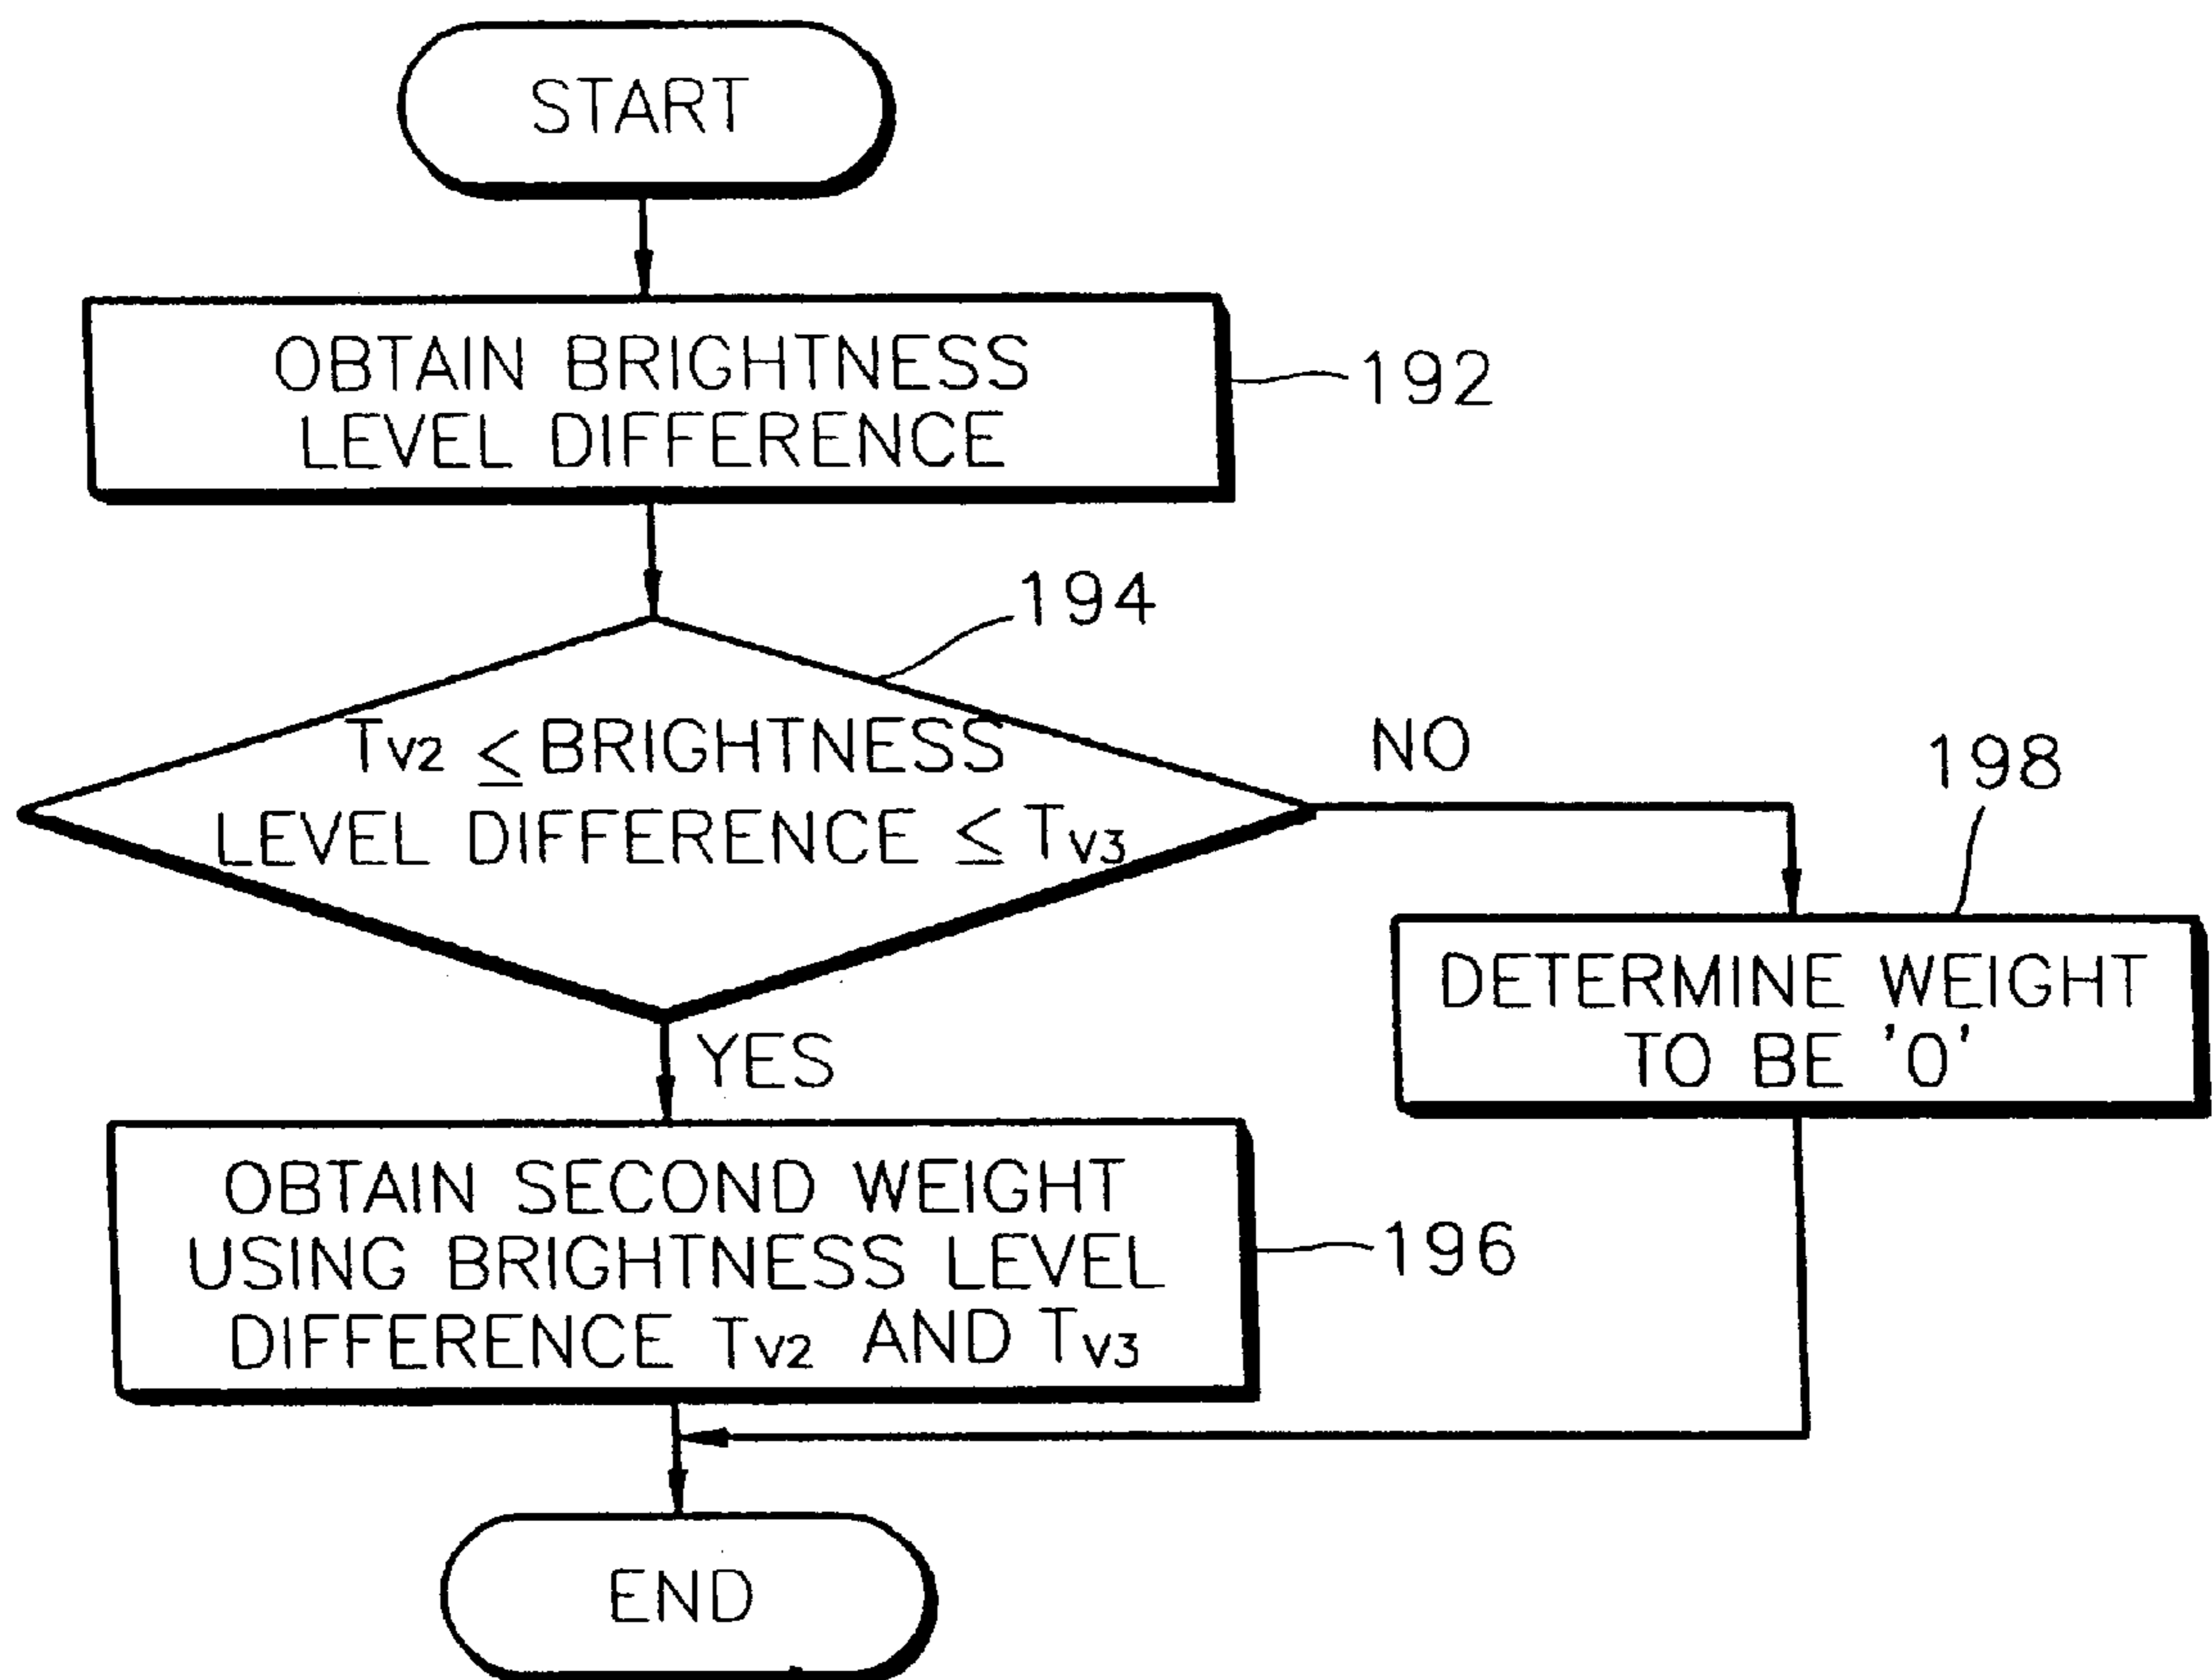 START
OBTAIN BRIGHTNESS
LEVEL DIFFERENCE
192
194
Tv2 ≤ BRIGHTNESS
LEVEL DIFFERENCE ≤ Tv3
NO
198
DETERMINE WEIGHT
TO BE '0'
YES
OBTAIN SECOND WEIGHT
USING BRIGHTNESS LEVEL
DIFFERENCE Tv2 AND Tv3
196
END